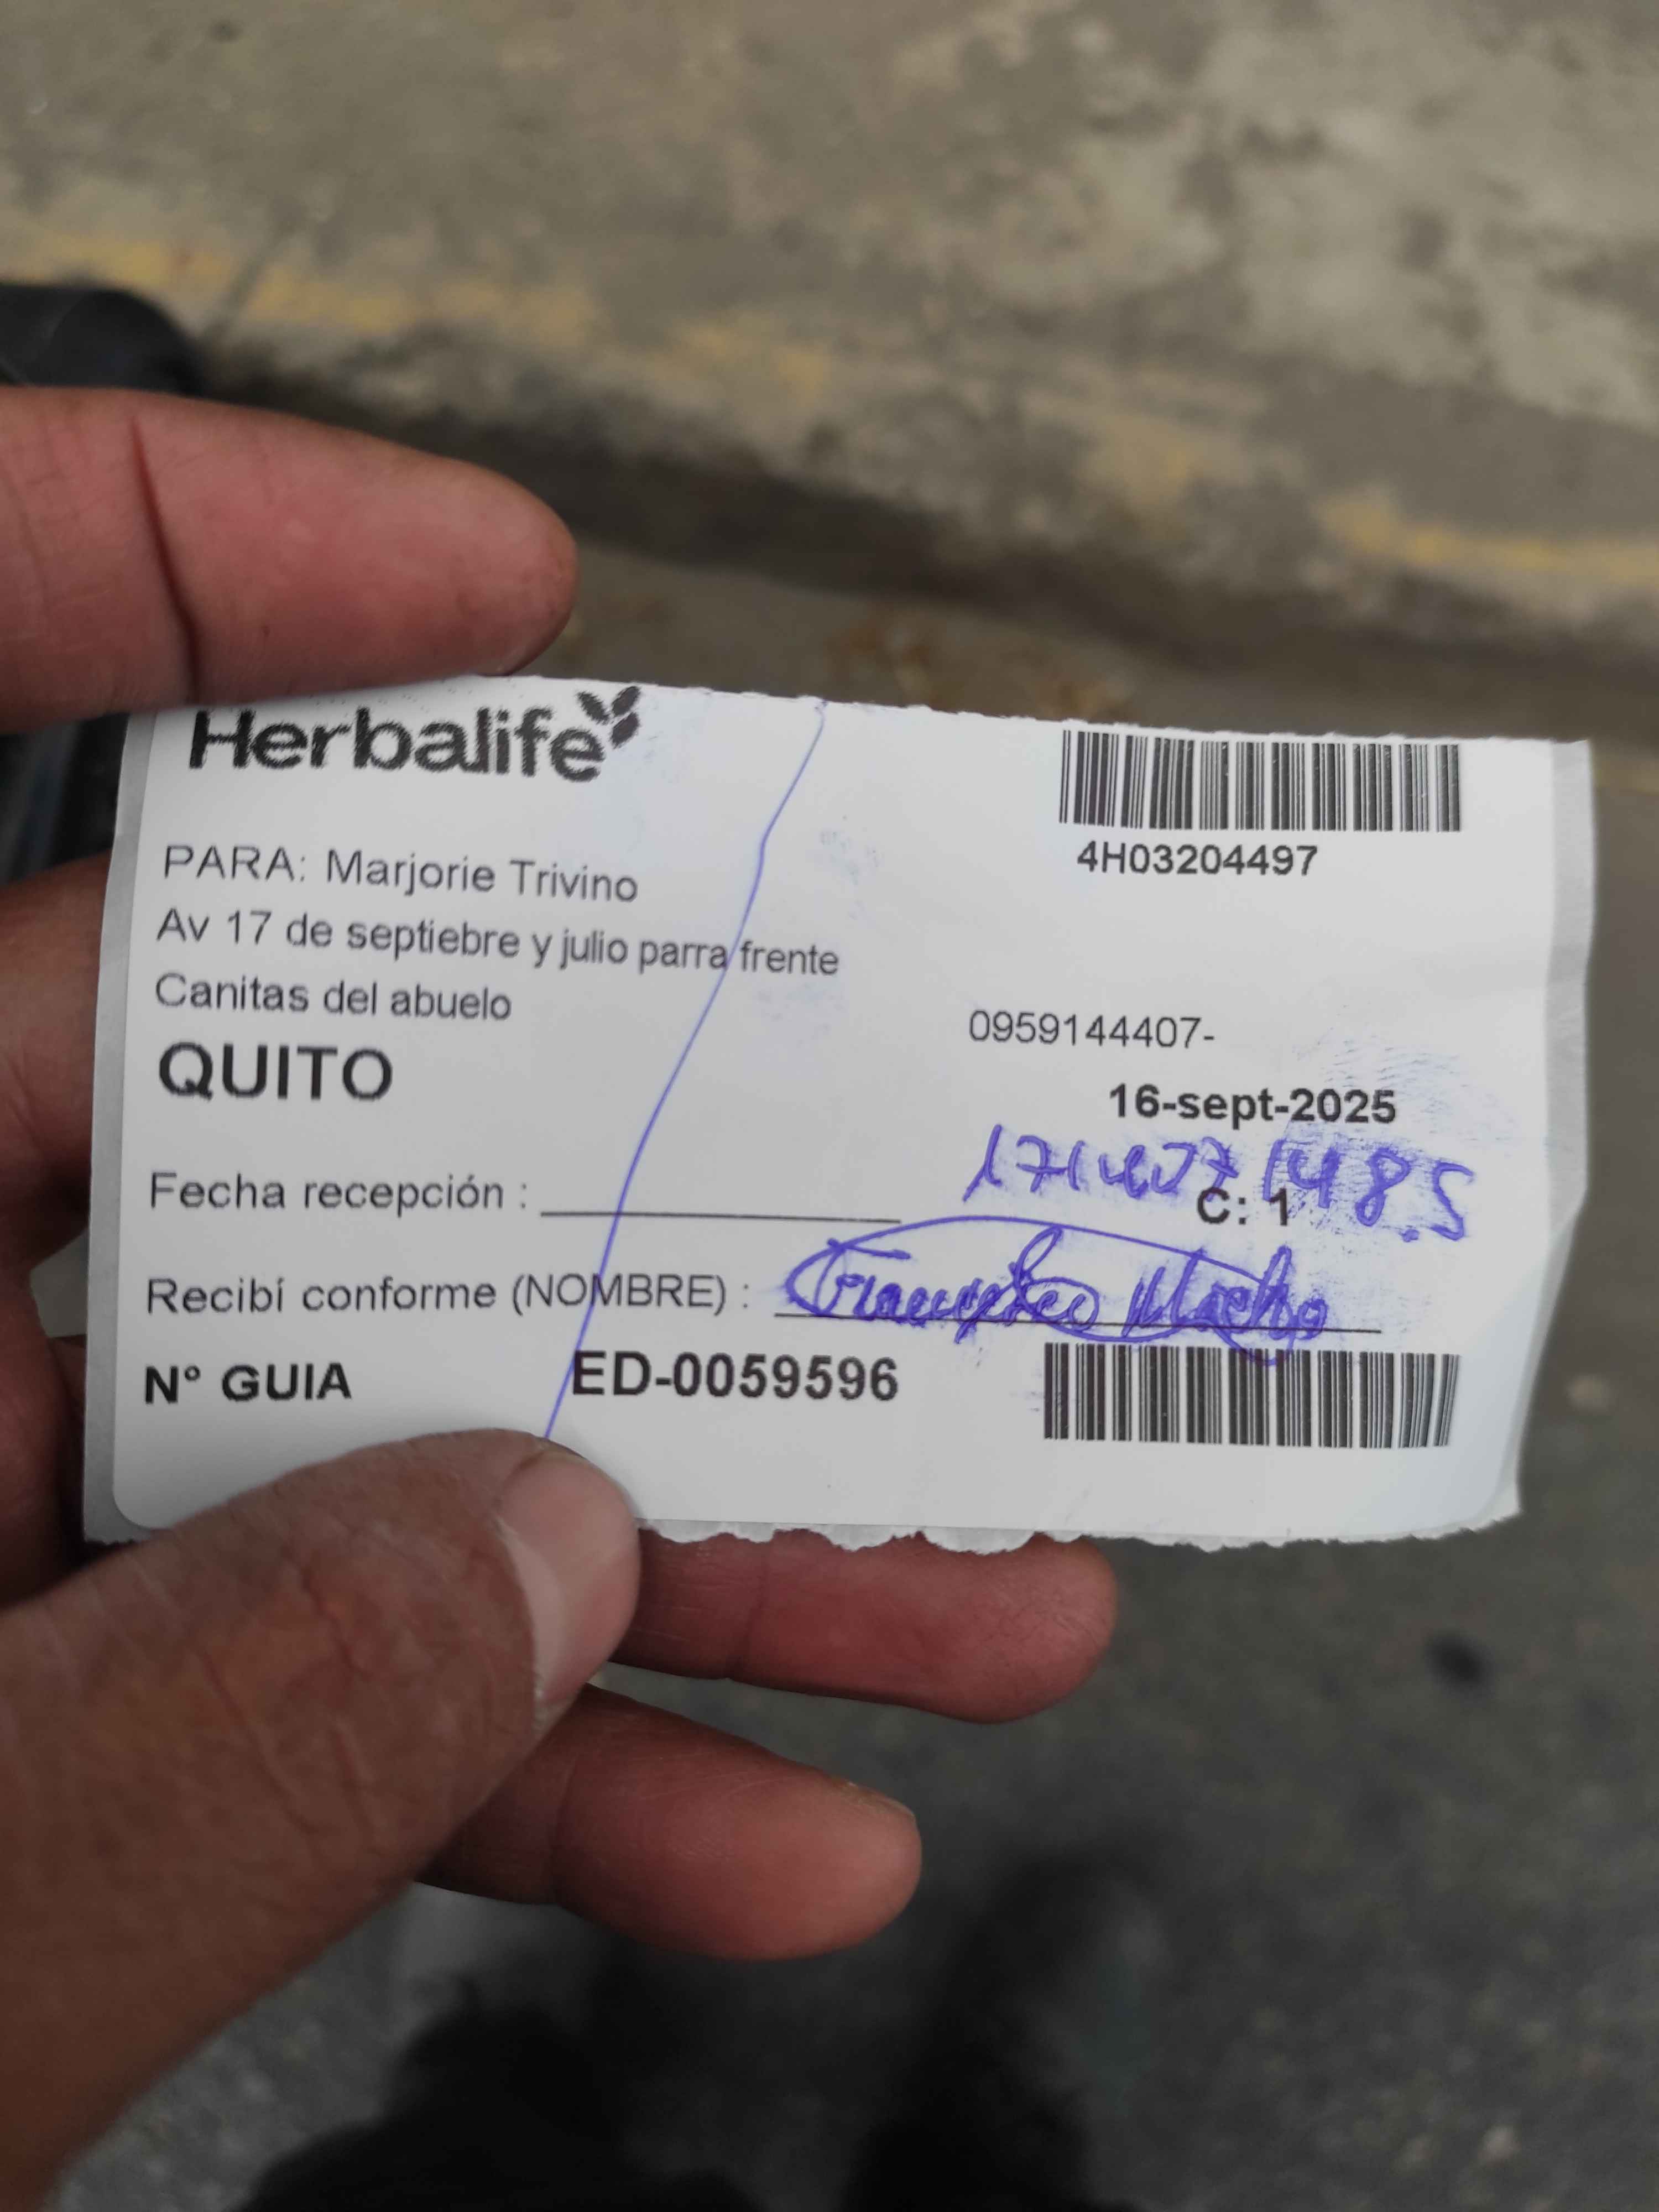 Herbalife
4H03204497
PARA: Marjorie Trivino
Av 17 de septiebre y julio parra frente
Canitas del abuelo
0959144407-
QUITO
16-sept-2025
C: 1
Fecha recepción :
Recibí conforme (NOMBRE) :
N° GUIA ED-0059596